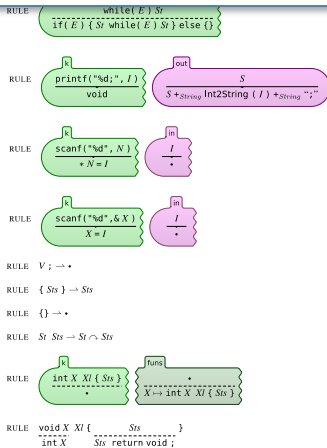 RULE while( E ) St
if( E ) { St while( E ) St } else {}
k out
RULE printf("%d;", I ) S
void S +String Int2String ( I ) +String “;”
k in
RULE scanf("%d", N ) I
* N = I •
k in
RULE scanf("%d",& X ) I
X = I •
RULE V ; ⇀ •
RULE { Sts } ⇀ Sts
RULE {} ⇀ •
RULE St Sts ⇀ St ↷ Sts
k funs
RULE int X Xl { Sts } •
• X ↦ int X Xl { Sts }
RULE void X Xl { Sts }
int X Sts return void ;